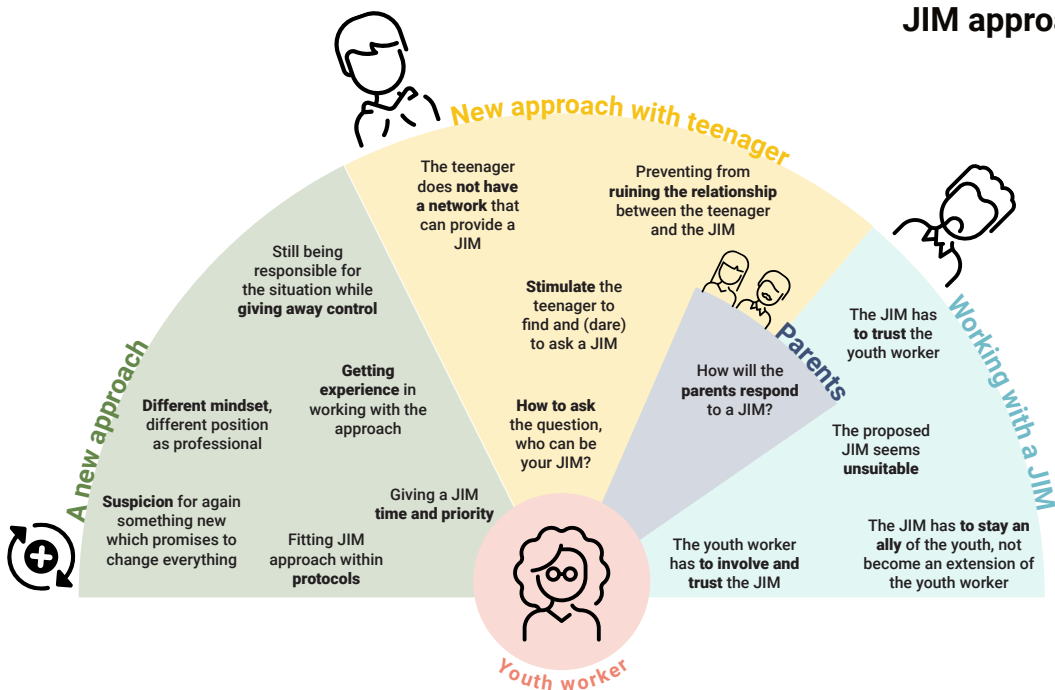 JIM approa
New approach with teenager
The teenager
does not have
a network that
can provide a
JIM
Preventing from
ruining the relationship
between the teenager
and the JIM
Stimulate the
teenager to
find and (dare)
to ask a JIM
How to ask
the question,
who can be
your JIM?
A new approach
Still being
responsible for
the situation while
giving away control
Getting
experience in
working with the
approach
Different mindset,
different position
as professional
Suspicion for again
something new
which promises to
change everything
Giving a JIM
time and priority
Fitting JIM
approach within
protocols
Parents
How will the
parents respond
to a JIM?
Working with a JIM
The JIM has
to trust the
youth worker
The proposed
JIM seems
unsuitable
The youth worker
has to involve and
trust the JIM
The JIM has to stay an
ally of the youth, not
become an extension of
the youth worker
Youth worker